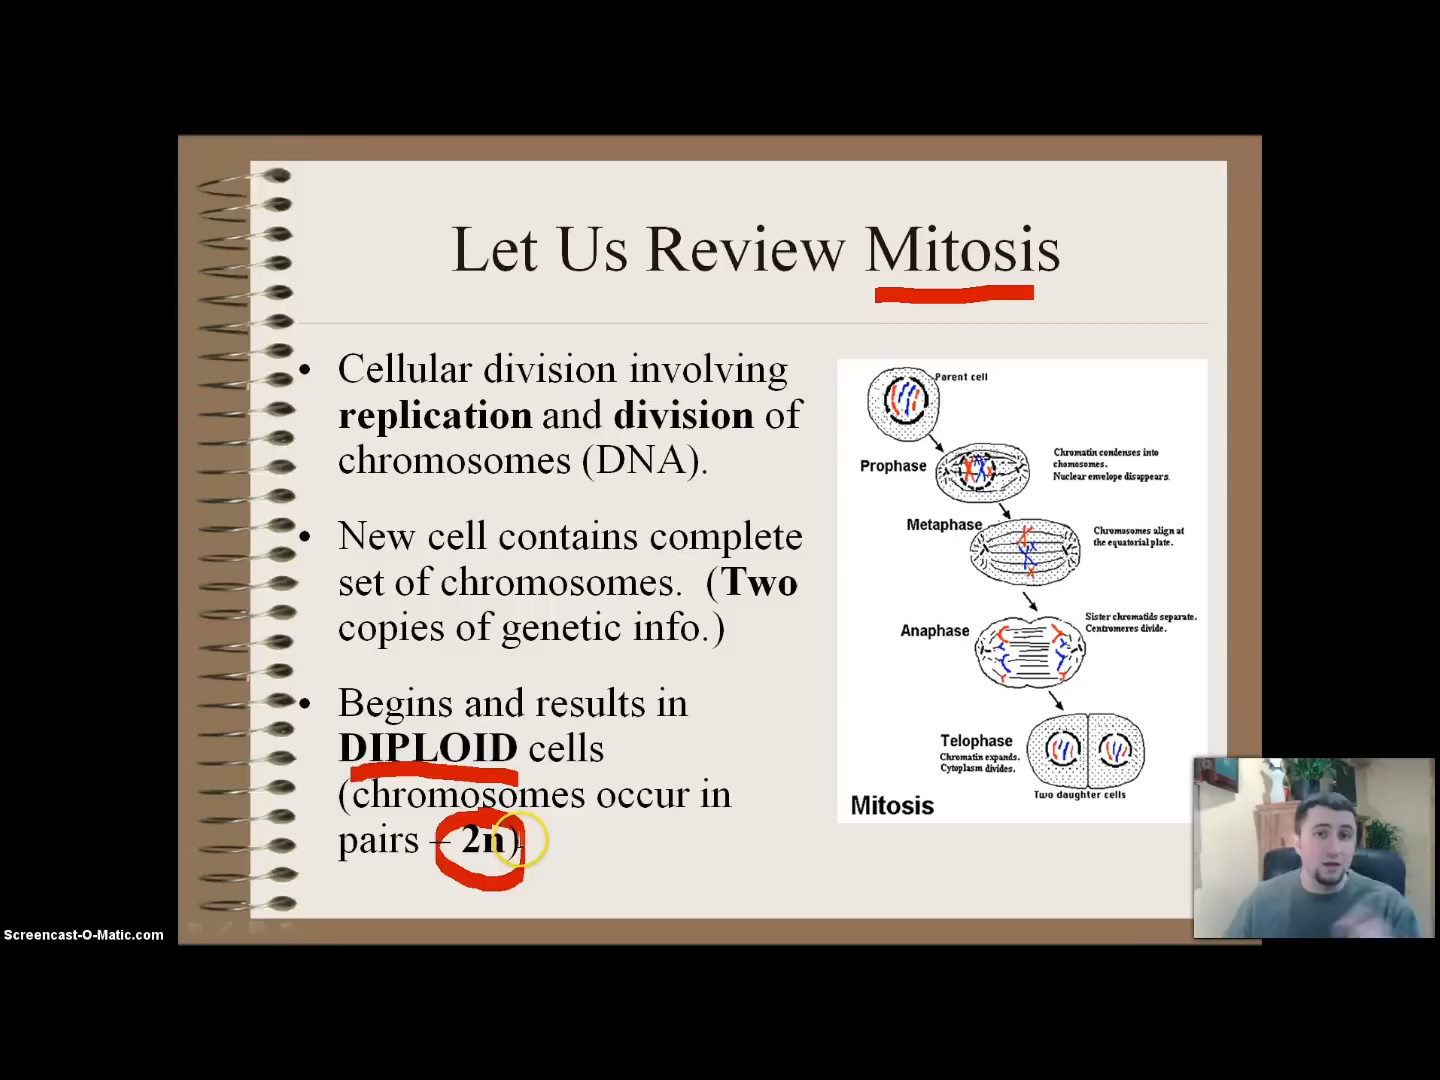 Let Us Review Mitosis
• Cellular division involving
replication and division of
chromosomes (DNA).
• New cell contains complete
set of chromosomes. (Two
copies of genetic info.)
• Begins and results in
DIPLOID cells
(chromosomes occur in
pairs – 2n)
Parent cell
Prophase
Chromatin condenses into
chomosomes.
Nuclear envelope disappears.
Metaphase
Chromosomes align at
the equatorial plate.
Anaphase
Sister chromatids separate.
Centromeres divide.
Telophase
Chromatin expands.
Cytoplasm divides.
Two daughter cells
Mitosis
Screencast-O-Matic.com